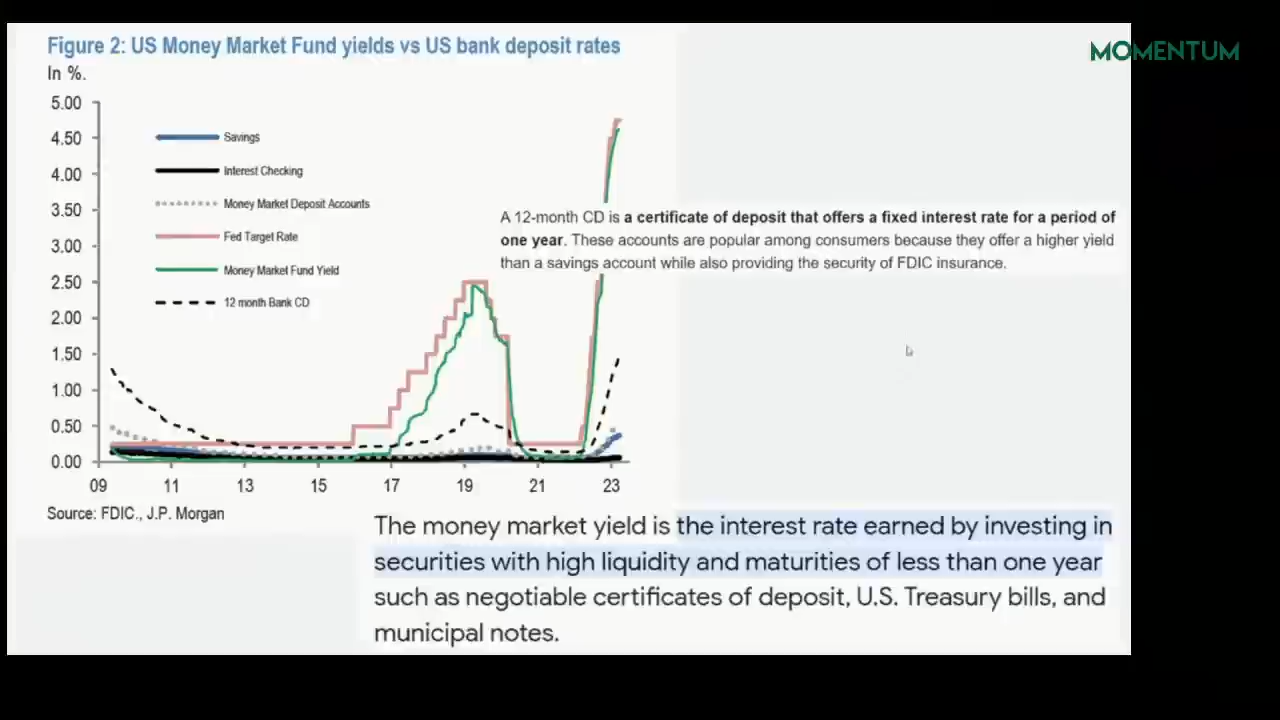 Figure 2: US Money Market Fund yields vs US bank deposit rates
MOMENTUM
In %.
5.00
4.50
4.00
3.50
3.00
2.50
2.00
1.50
1.00
0.50
0.00
Savings
Interest Checking
Money Market Deposit Accounts
Fed Target Rate
Money Market Fund Yield
12 month Bank CD
A 12-month CD is a certificate of deposit that offers a fixed interest rate for a period of
one year. These accounts are popular among consumers because they offer a higher yield
than a savings account while also providing the security of FDIC insurance.
09 11 13 15 17 19 21 23
Source: FDIC., J.P. Morgan
The money market yield is the interest rate earned by investing in
securities with high liquidity and maturities of less than one year
such as negotiable certificates of deposit, U.S. Treasury bills, and
municipal notes.